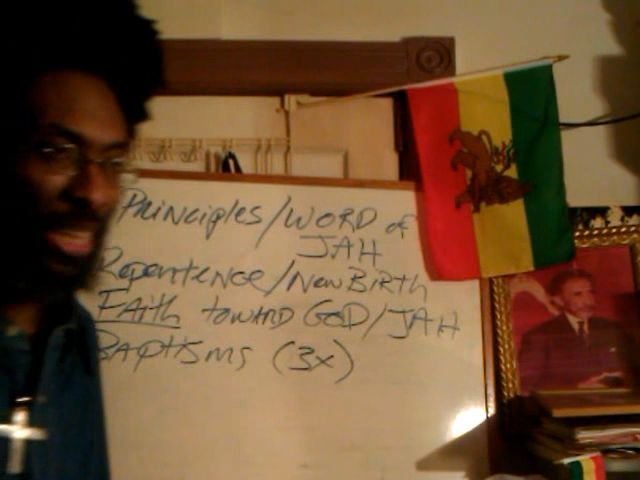 Principles/WORD of
JAH
Repentence/New Birth
FAith towArd GOD/JAH
BAptisms (3x)